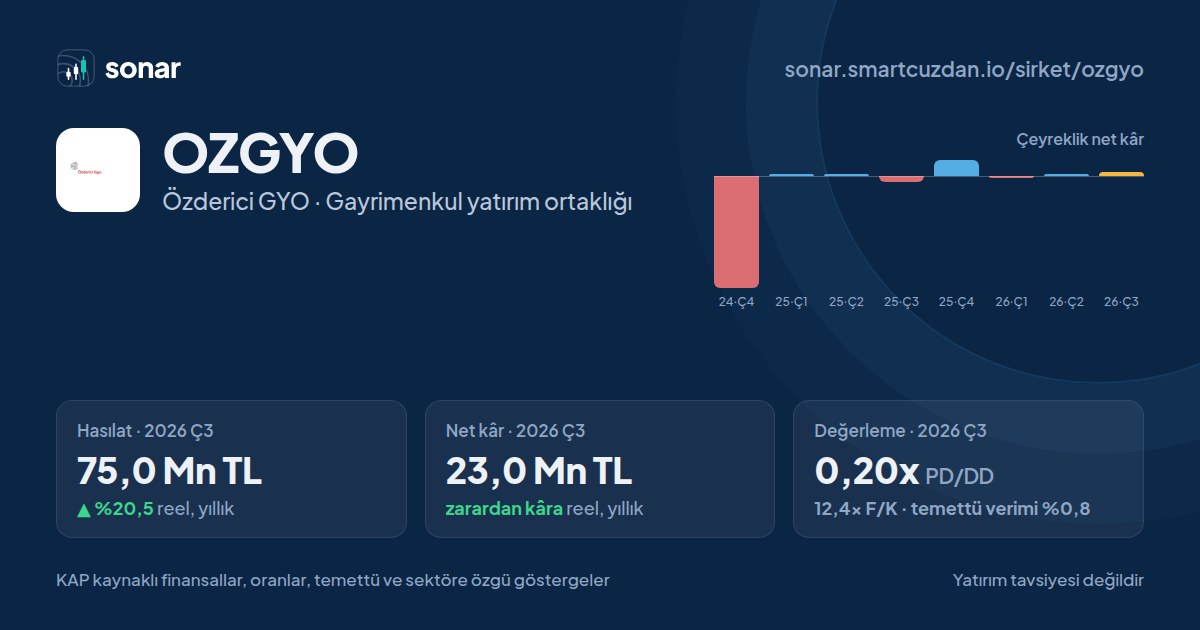 sonar
sonar.smartcuzdan.io/sirket/ozgyo
Özderici Gyo
OZGYO
Özderici GYO · Gayrimenkul yatırım ortaklığı
Çeyreklik net kâr
24·Ç4 25·Ç1 25·Ç2 25·Ç3 25·Ç4 26·Ç1 26·Ç2 26·Ç3
Hasılat · 2026 Ç3
75,0 Mn TL
▲ %20,5 reel, yıllık
Net kâr · 2026 Ç3
23,0 Mn TL
zarardan kâra reel, yıllık
Değerleme · 2026 Ç3
0,20x PD/DD
12,4x F/K · temettü verimi %0,8
KAP kaynaklı finansallar, oranlar, temettü ve sektöre özgü göstergeler
Yatırım tavsiyesi değildir